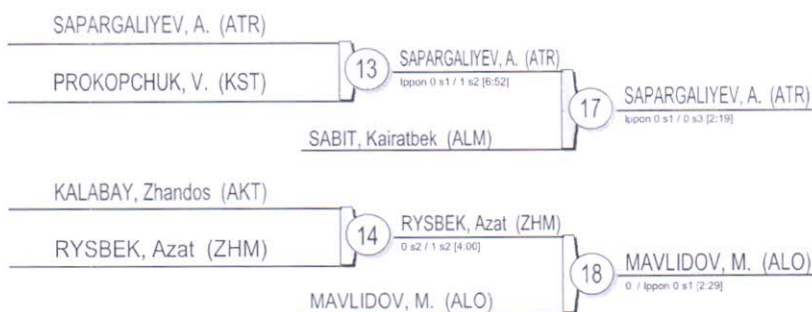 SAPARGALIYEV, A. (ATR)
PROKOPCHUK, V. (KST)
13
SAPARGALIYEV, A. (ATR)
Ippon 0 s1 / 1 s2 [6:52]
SABIT, Kairatbek (ALM)
17
SAPARGALIYEV, A. (ATR)
Ippon 0 s1 / 0 s3 [2:19]
KALABAY, Zhandos (AKT)
RYSBEK, Azat (ZHM)
14
RYSBEK, Azat (ZHM)
0 s2 / 1 s2 [4:00]
MAVLIDOV, M. (ALO)
18
MAVLIDOV, M. (ALO)
0 / Ippon 0 s1 [2:29]